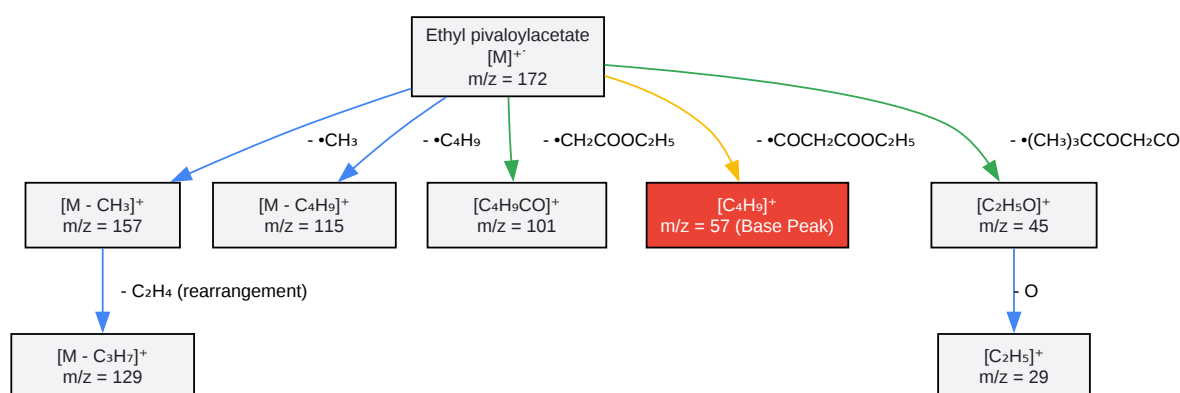 Ethyl pivaloylacetate
[M]⁺˙
m/z = 172
- •CH₃
- •C₄H₉
- •CH₂COOC₂H₅
- •COCH₂COOC₂H₅
- •(CH₃)₃CCOCH₂CO
[M - CH₃]⁺
m/z = 157
[M - C₄H₉]⁺
m/z = 115
[C₄H₉CO]⁺
m/z = 101
[C₄H₉]⁺
m/z = 57 (Base Peak)
[C₂H₅O]⁺
m/z = 45
- C₂H₄ (rearrangement)
- O
[M - C₃H₇]⁺
m/z = 129
[C₂H₅]⁺
m/z = 29